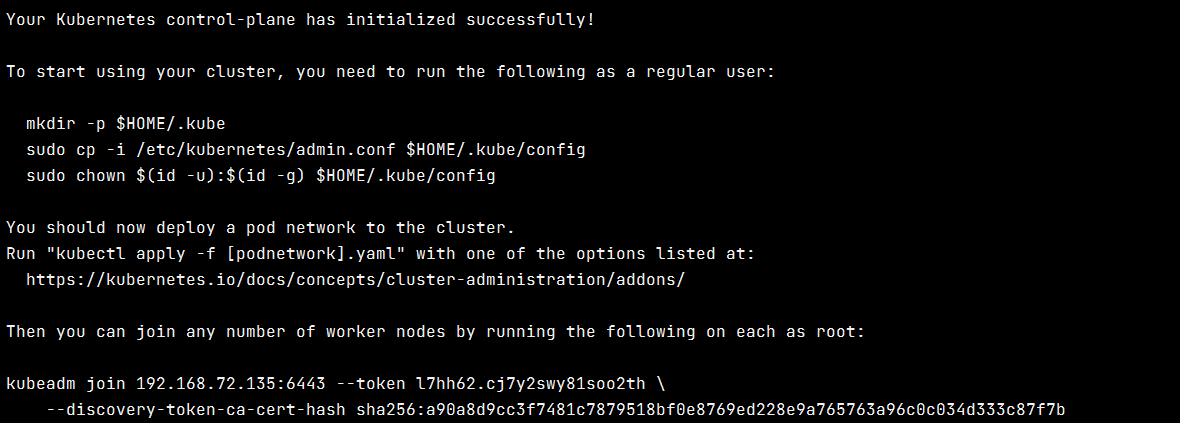 Your Kubernetes control-plane has initialized successfully!
To start using your cluster, you need to run the following as a regular user:
mkdir -p $HOME/.kube
sudo cp -i /etc/kubernetes/admin.conf $HOME/.kube/config
sudo chown $(id -u):$(id -g) $HOME/.kube/config
You should now deploy a pod network to the cluster.
Run "kubectl apply -f [podnetwork].yaml" with one of the options listed at:
https://kubernetes.io/docs/concepts/cluster-administration/addons/
Then you can join any number of worker nodes by running the following on each as root:
kubeadm join 192.168.72.135:6443 --token l7hh62.cj7y2swy81soo2th \
--discovery-token-ca-cert-hash sha256:a90a8d9cc3f7481c7879518bf0e8769ed228e9a765763a96c0c034d333c87f7b